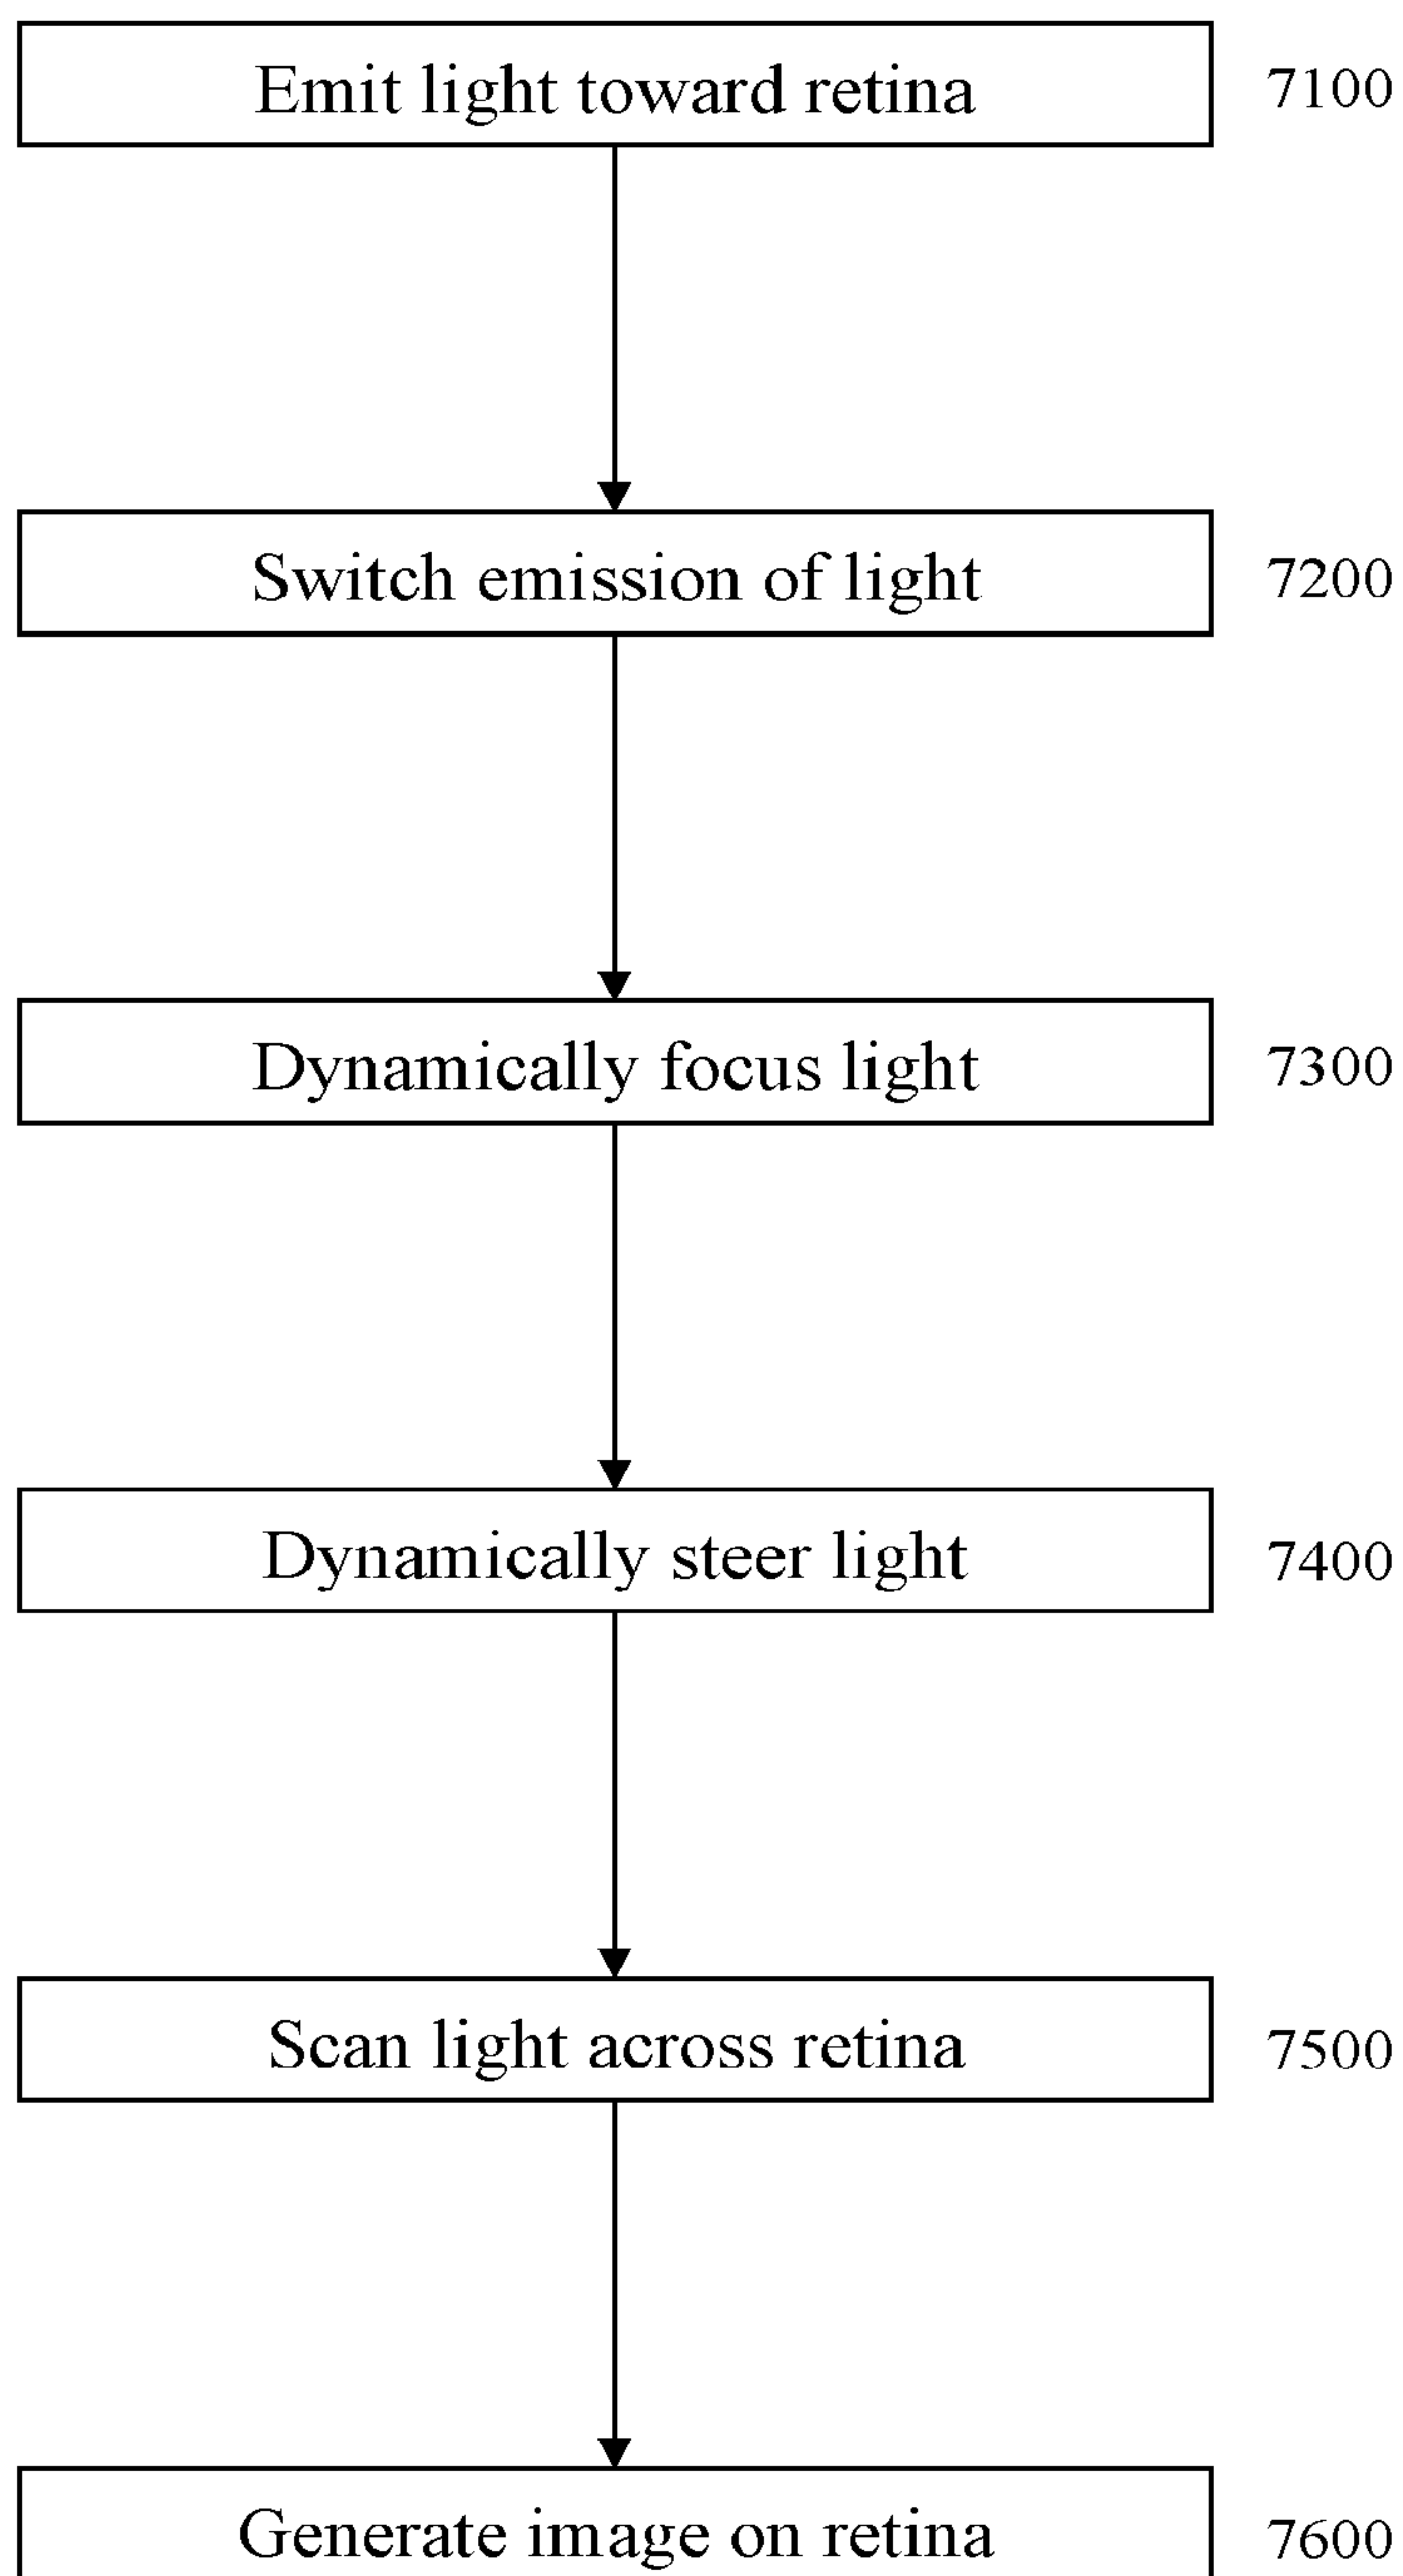 Emit light toward retina 7100
Switch emission of light 7200
Dynamically focus light 7300
Dynamically steer light 7400
Scan light across retina 7500
Generate image on retina 7600